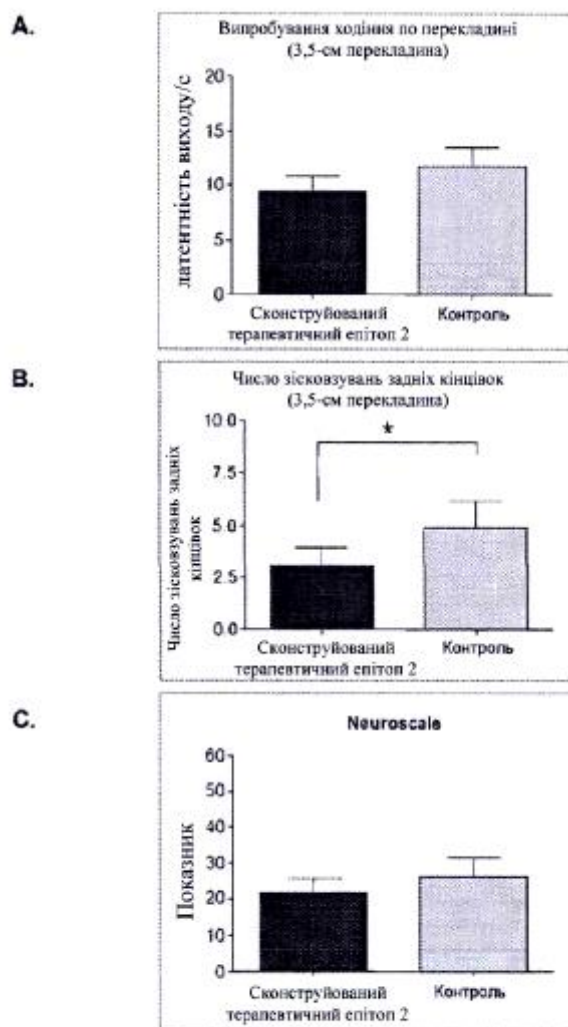 A.
Випробування ходіння по перекладині
(3,5-см перекладина)
латентність виходу/с
20
15
10
5
0
Сконструйований
терапевтичний епітоп 2
Контроль
B.
Число зісковзувань задніх кінцівок
(3,5-см перекладина)
Число зісковзувань задніх
кінцівок
10.0
7.5
5.0
2.5
0.0
*
Сконструйований
терапевтичний епітоп 2
Контроль
C.
Neuroscale
Показник
60
50
40
30
20
10
0
Сконструйований
терапевтичний епітоп 2
Контроль